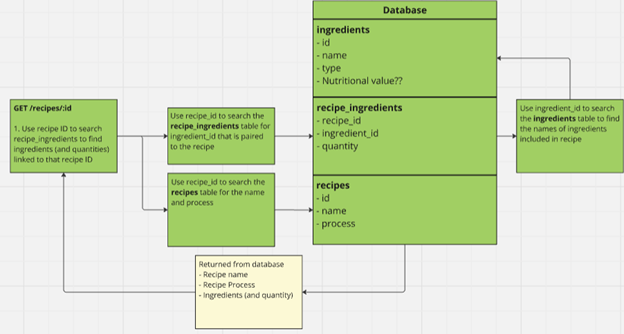 Database
ingredients
- id
- name
- type
- Nutritional value??
GET /recipes/:id
1. Use recipe ID to search
recipe_ingredients to find
ingredients (and quantities)
linked to that recipe ID
Use recipe_id to search the
recipe_ingredients table for
ingredient_id that is paired
to the recipe
recipe_ingredients
- recipe_id
- ingredient_id
- quantity
Use ingredient_id to search
the ingredients table to find
the names of ingredients
included in recipe
Use recipe_id to search the
recipes table for the name
and process
recipes
- id
- name
- process
Returned from database
- Recipe name
- Recipe Process
- Ingredients (and quantity)